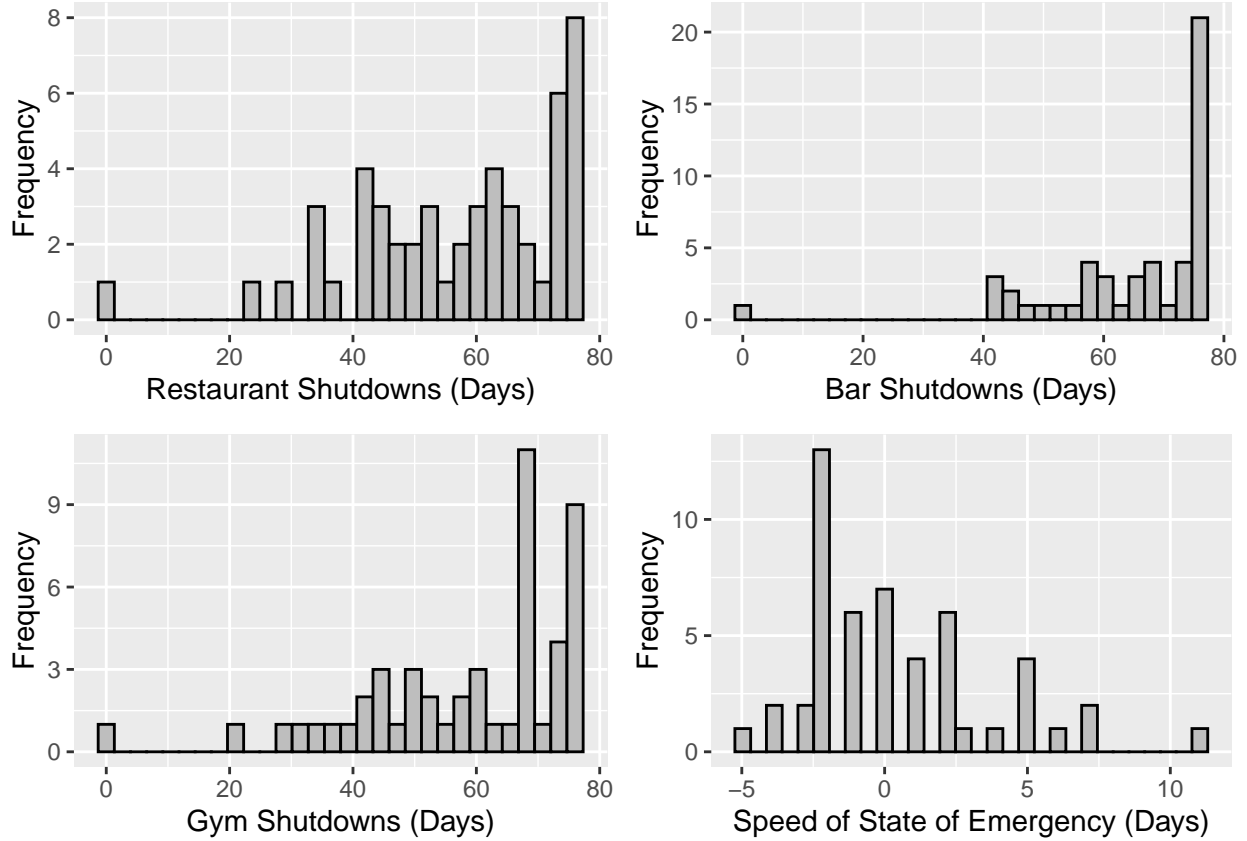 8
6
4
2
0
Frequency
0 20 40 60 80
Restaurant Shutdowns (Days)
20
15
10
5
0
Frequency
0 20 40 60 80
Bar Shutdowns (Days)
9
6
3
0
Frequency
0 20 40 60 80
Gym Shutdowns (Days)
10
5
0
Frequency
−5 0 5 10
Speed of State of Emergency (Days)